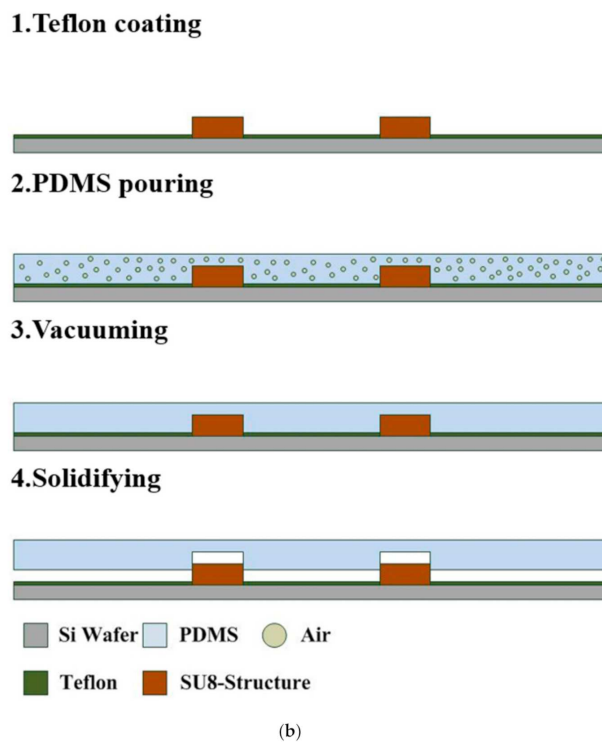 1.Teflon coating
2.PDMS pouring
3.Vacuuming
4.Solidifying
Si Wafer PDMS Air
Teflon SU8-Structure
(b)